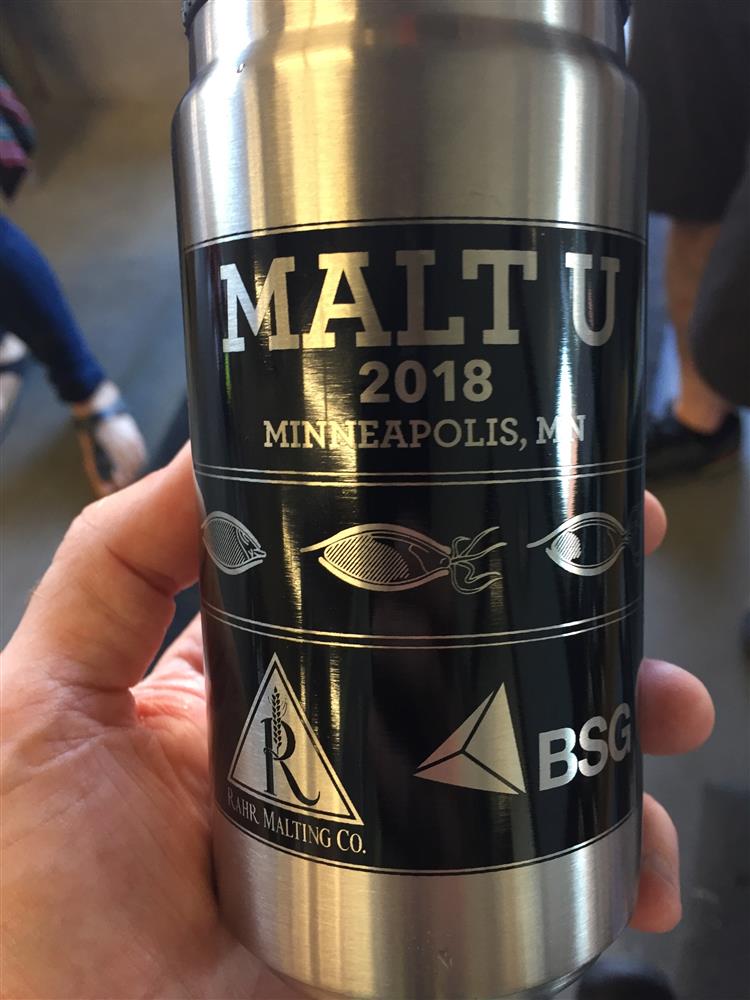 MALT U
2018
MINNEAPOLIS, MN
R
RAHR MALTING CO.
BSG